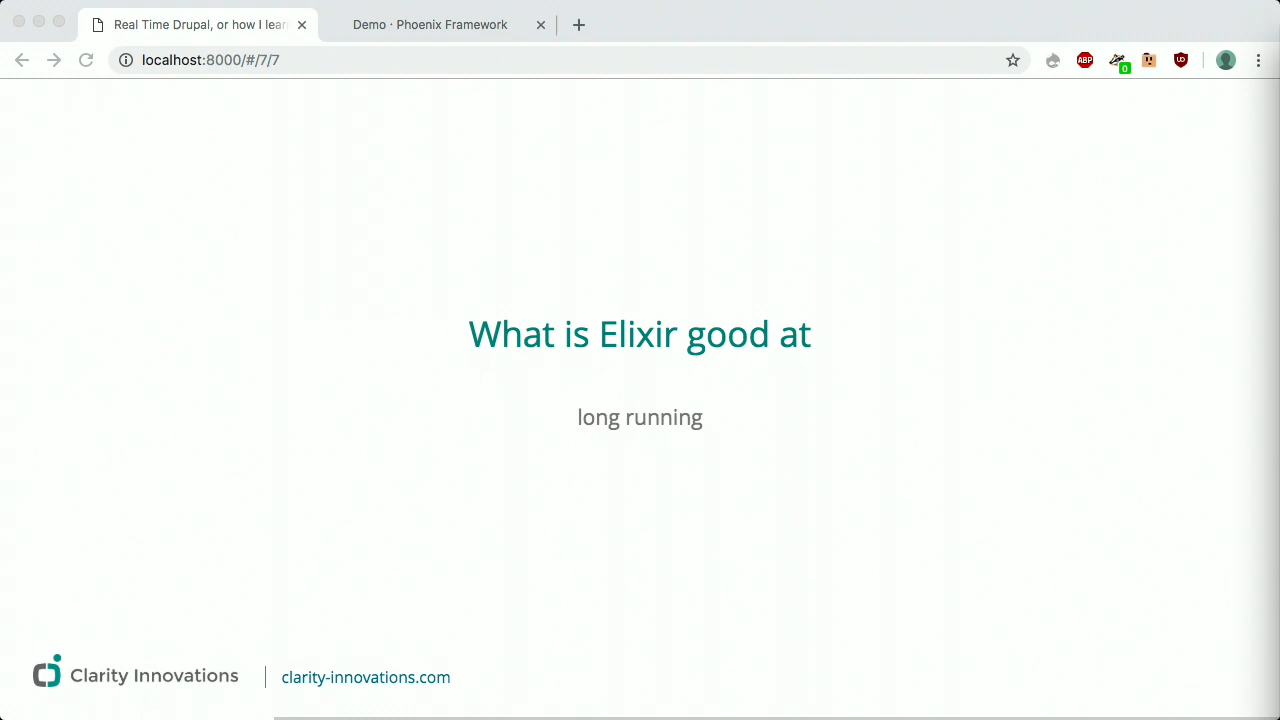 Real Time Drupal, or how I lear
Demo · Phoenix Framework
localhost:8000/#/7/7
ABP
0
What is Elixir good at
long running
Clarity Innovations
clarity-innovations.com